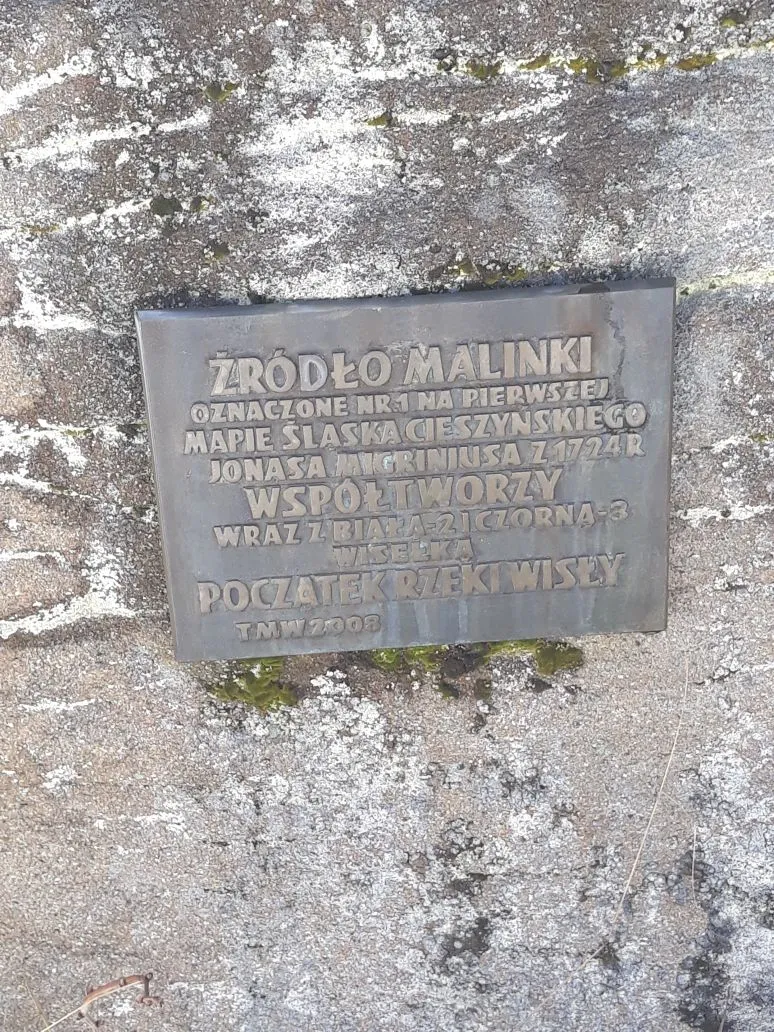 ŹRÓDŁO MALINKI
OZNACZONE NR.1 NA PIERWSZEJ
MAPIE ŚLĄSKA CIESZYŃSKIEGO
JONASA MIGRINIUSA Z 1724R
WSPÓŁTWORZY
WRAZ Z BIAŁĄ-2 I CZORNĄ-3
WISEŁKĄ
POCZĄTEK RZEKI WISŁY
TMW 2008